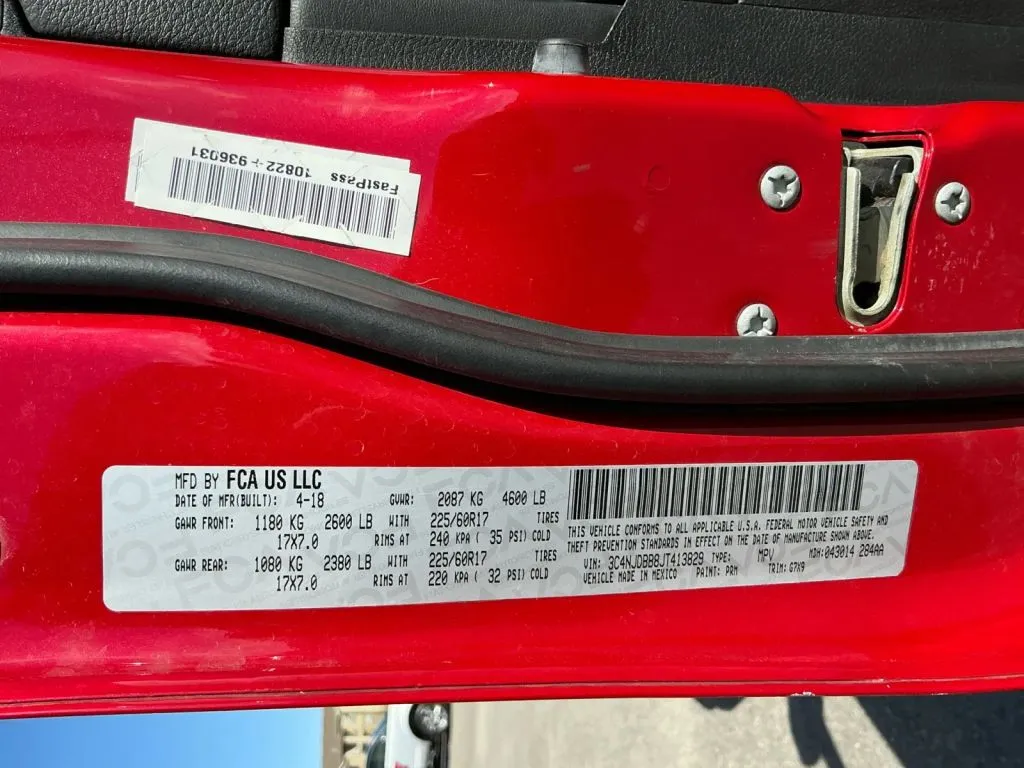 FastPass 10822-936031
MFD BY FCA US LLC
DATE OF MFR(BUILT): 4-18 GVWR: 2087 KG 4600 LB
GAWR FRONT: 1180 KG 2600 LB WITH 225/60R17 TIRES
17X7.0 RIMS AT 240 KPA ( 35 PSI) COLD
GAWR REAR: 1080 KG 2380 LB WITH 225/60R17 TIRES
17X7.0 RIMS AT 220 KPA ( 32 PSI) COLD
THIS VEHICLE CONFORMS TO ALL APPLICABLE U.S.A. FEDERAL MOTOR VEHICLE SAFETY AND
THEFT PREVENTION STANDARDS IN EFFECT ON THE DATE OF MANUFACTURE SHOWN ABOVE.
VIN: 3C4NJDBB8JT413829 TYPE: MPV MDH: 043014 284AA
VEHICLE MADE IN MEXICO PAINT: PRM TRIM: G7X9